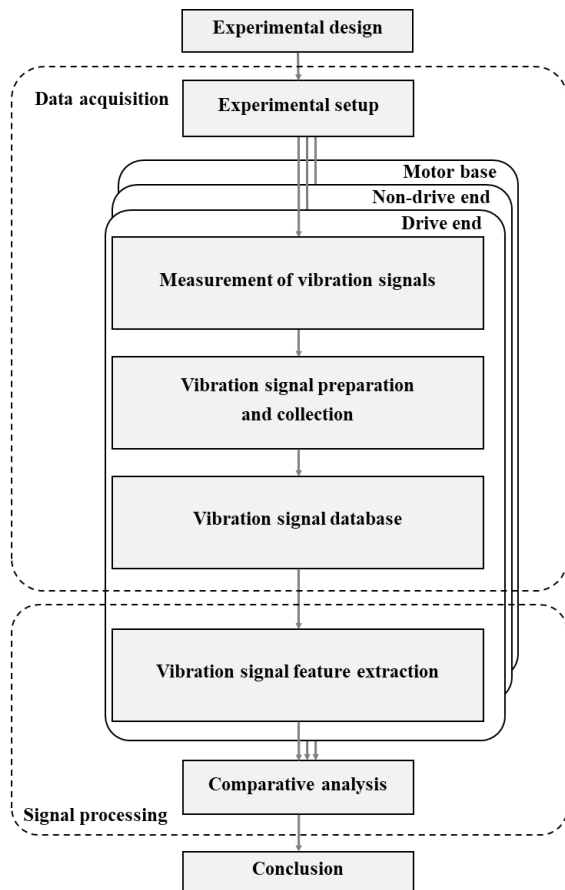 Experimental design
Data acquisition
Experimental setup
Motor base
Non-drive end
Drive end
Measurement of vibration signals
Vibration signal preparation
and collection
Vibration signal database
Vibration signal feature extraction
Comparative analysis
Signal processing
Conclusion